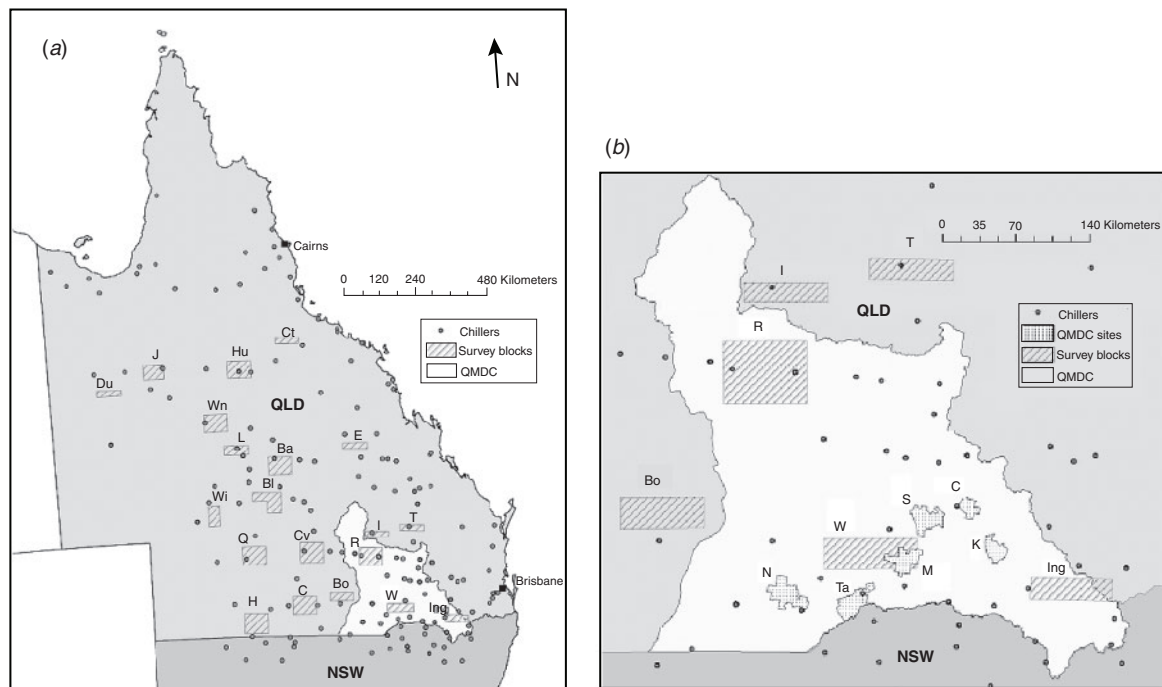 (a)
N
Cairns
0 120 240 480 Kilometers
Chillers
Survey blocks
QMDC
Ct
J
Hu
Du
QLD
Wn
L
E
Ba
Bl
Wi
I
T
Q
Cv
R
Brisbane
Bo
C
H
W
Ing
NSW
(b)
0 35 70 140 Kilometers
T
I
QLD
Chillers
QMDC sites
Survey blocks
QMDC
R
Bo
S
C
W
K
M
N
Ta
Ing
NSW